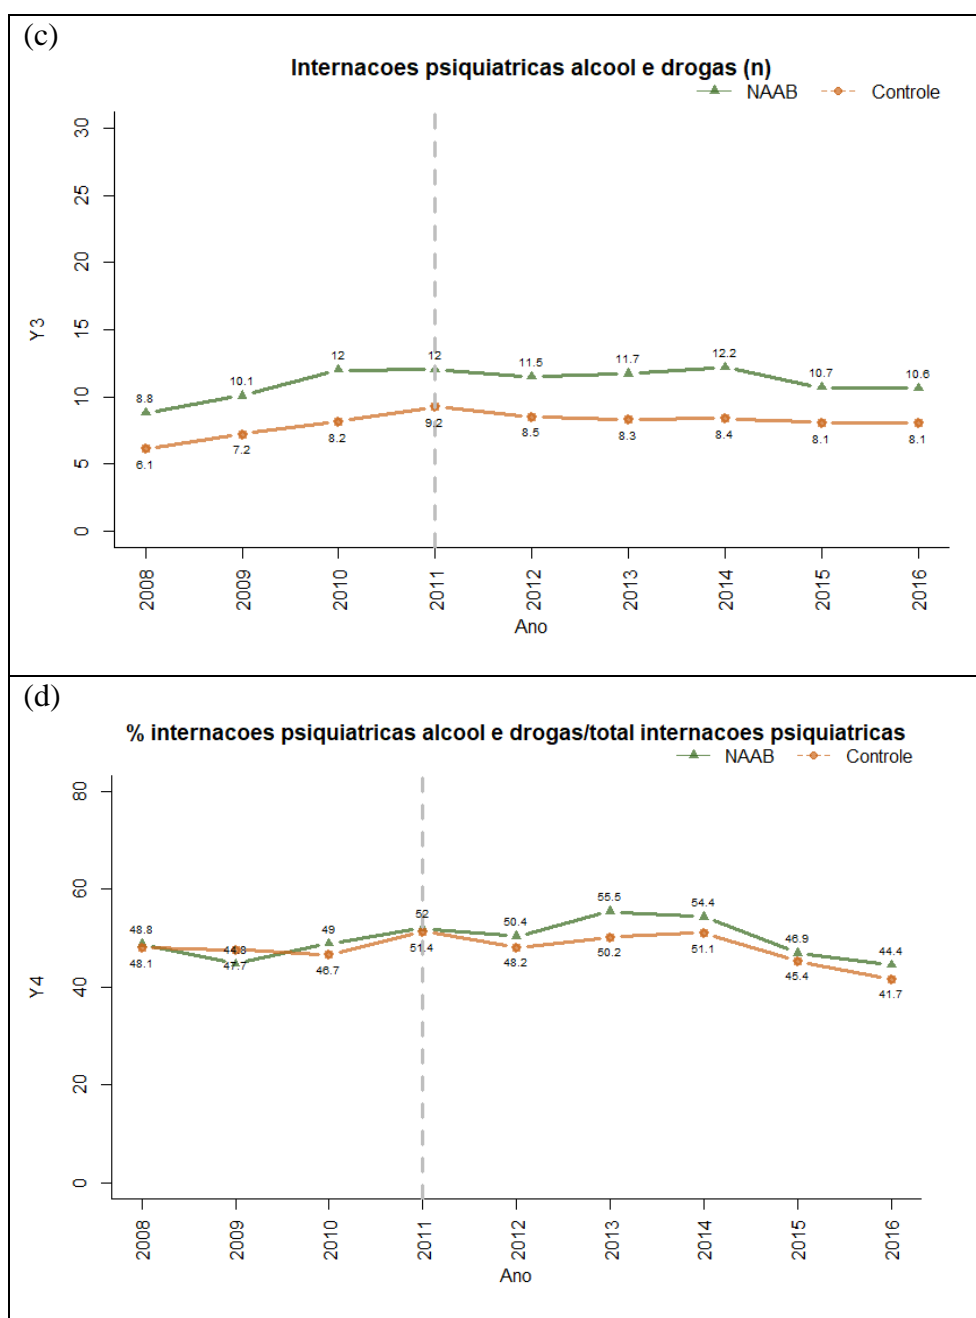 (c)
Internacoes psiquiatricas alcool e drogas (n)
NAAB Controle
30
25
20
15
10
5
0
Y3
8.8 10.1 12 12 11.5 11.7 12.2 10.7 10.6
6.1 7.2 8.2 9.2 8.5 8.3 8.4 8.1 8.1
2008 2009 2010 2011 2012 2013 2014 2015 2016
Ano
(d)
% internacoes psiquiatricas alcool e drogas/total internacoes psiquiatricas
NAAB Controle
80
60
40
20
0
Y4
48.8 44.8 49 52 50.4 55.5 54.4 46.9 44.4
48.1 47.7 46.7 51.4 48.2 50.2 51.1 45.4 41.7
2008 2009 2010 2011 2012 2013 2014 2015 2016
Ano